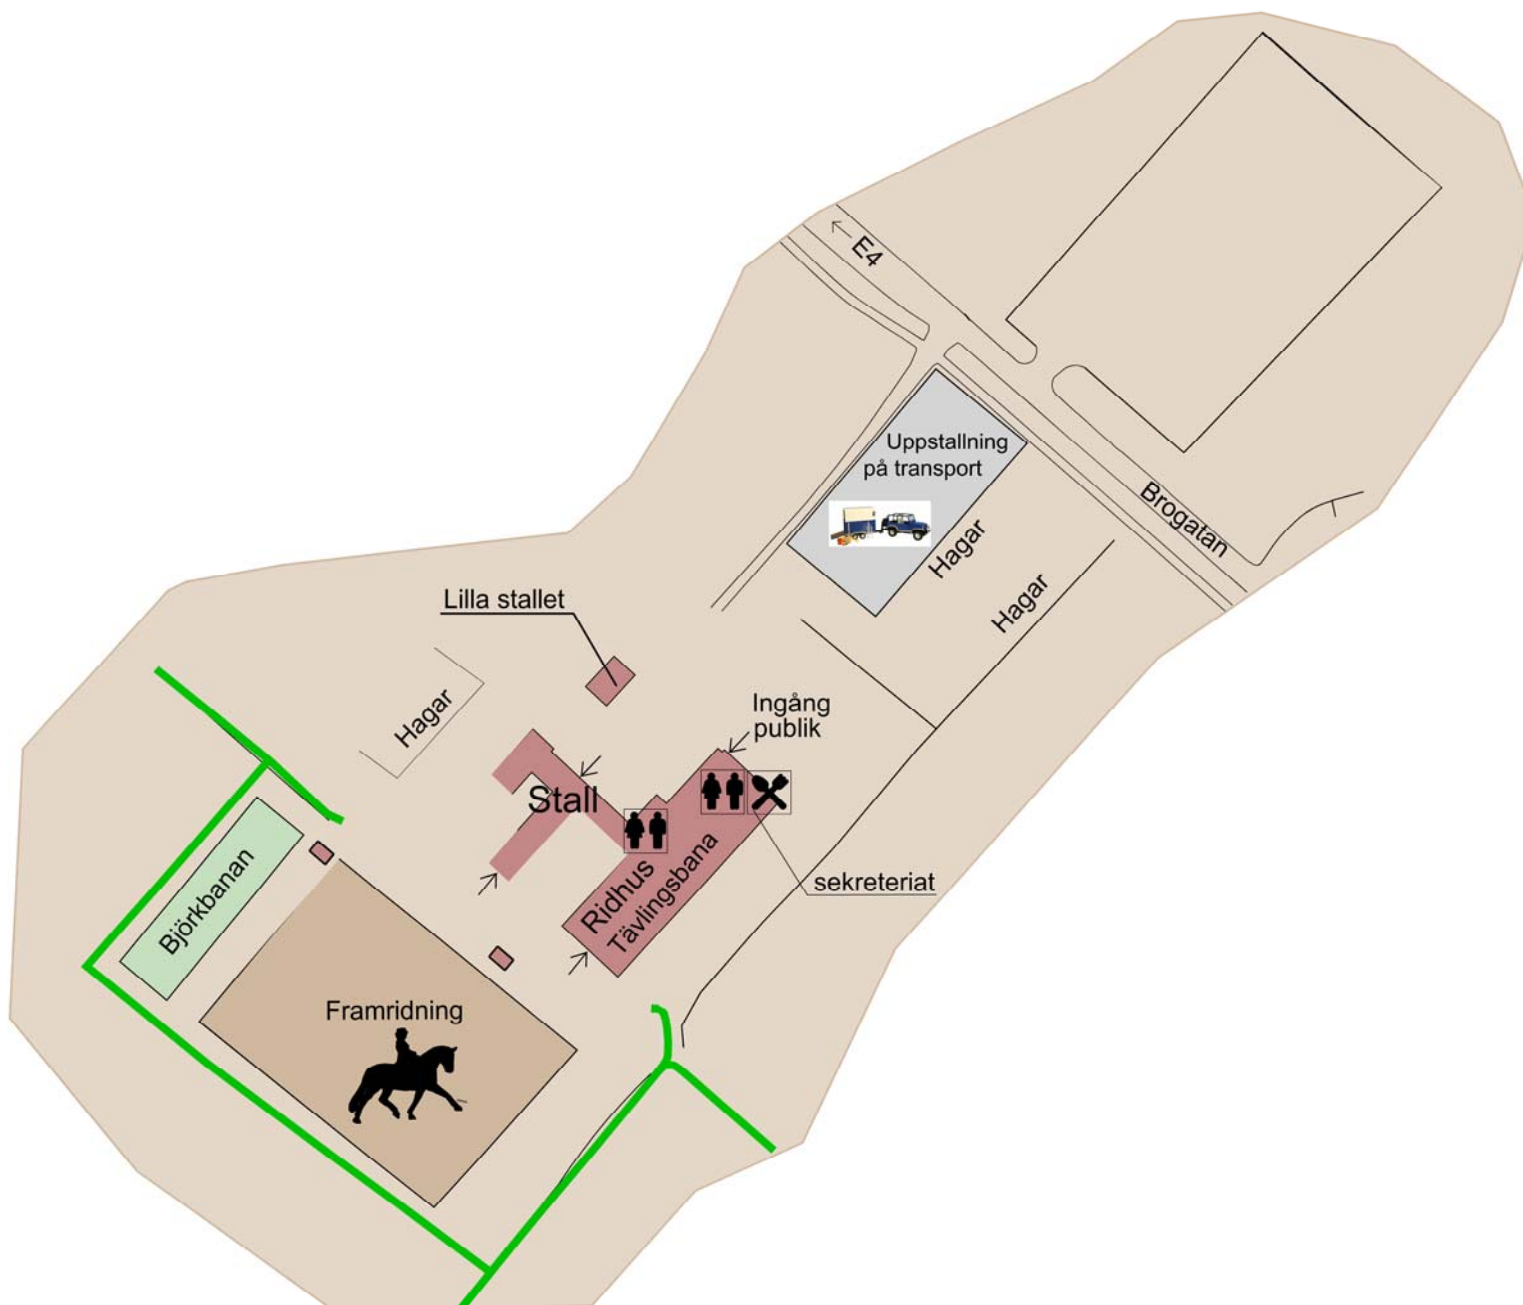 E4
Uppstallning
på transport
Brogatan
Hagar
Hagar
Lilla stallet
Hagar
Ingång
publik
Stall
Ridhus
Tävlingsbana
sekreteriat
Björkbanan
Framridning